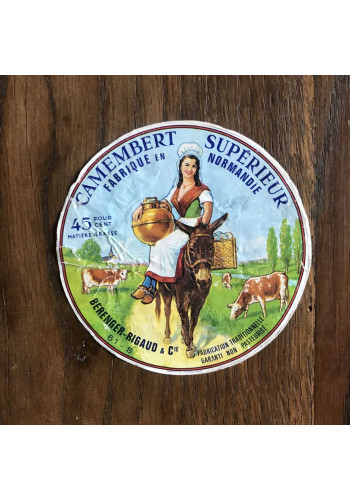 CAMEMBERT SUPÉRIEUR
FABRIQUÉ EN NORMANDIE
45 POUR CENT
MATIÈRE GRASSE
BERENGER-RIGAUD & CIE
61-S
FABRICATION TRADITIONNELLE
GARANTI NON PASTEURISÉ